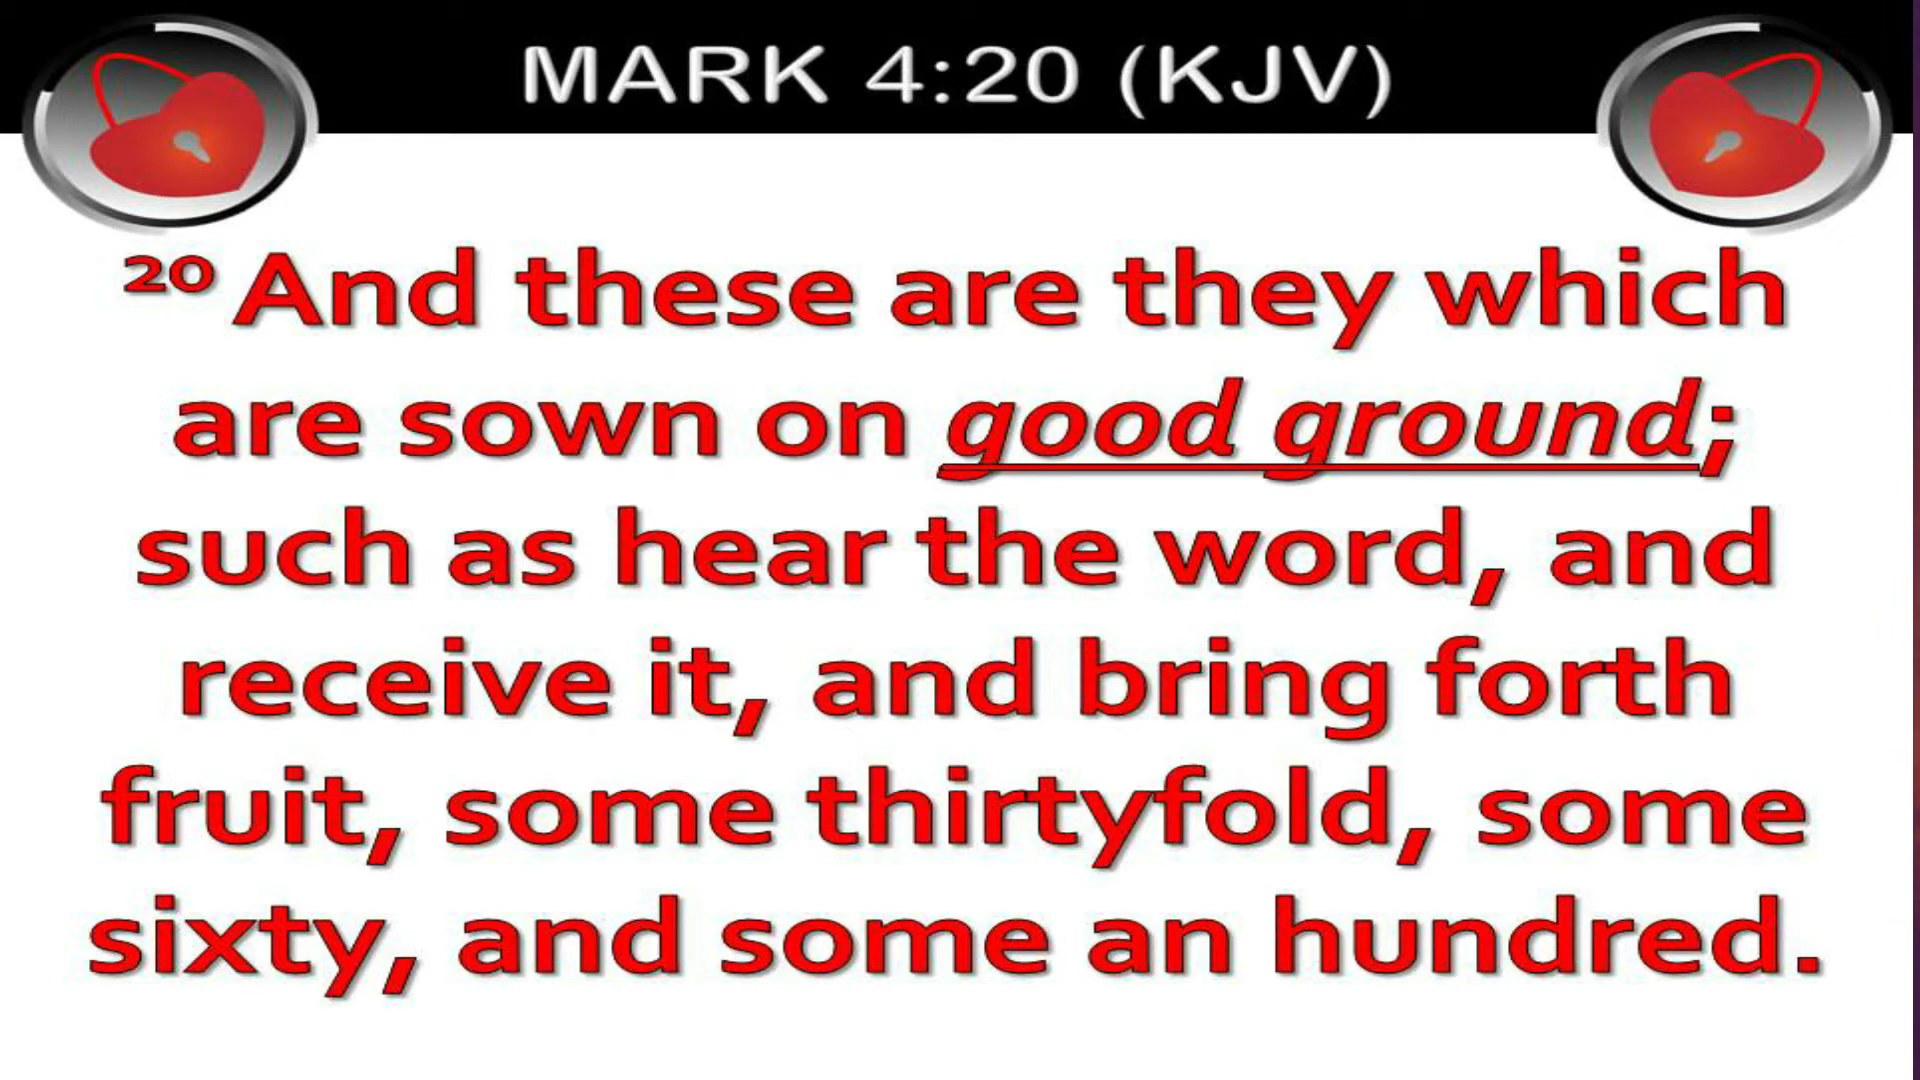 MARK 4:20 (KJV)
20 And these are they which
are sown on good ground;
such as hear the word, and
receive it, and bring forth
fruit, some thirtyfold, some
sixty, and some an hundred.